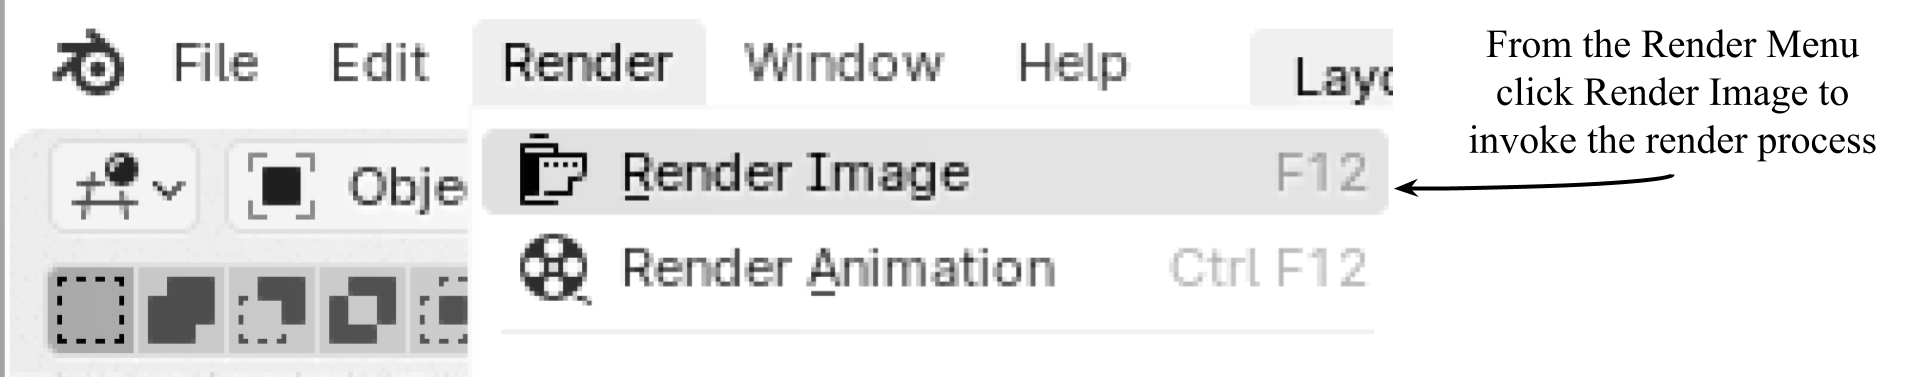 File Edit Render Window Help Layo
From the Render Menu
click Render Image to
invoke the render process
Obje
Render Image F12
Render Animation Ctrl F12